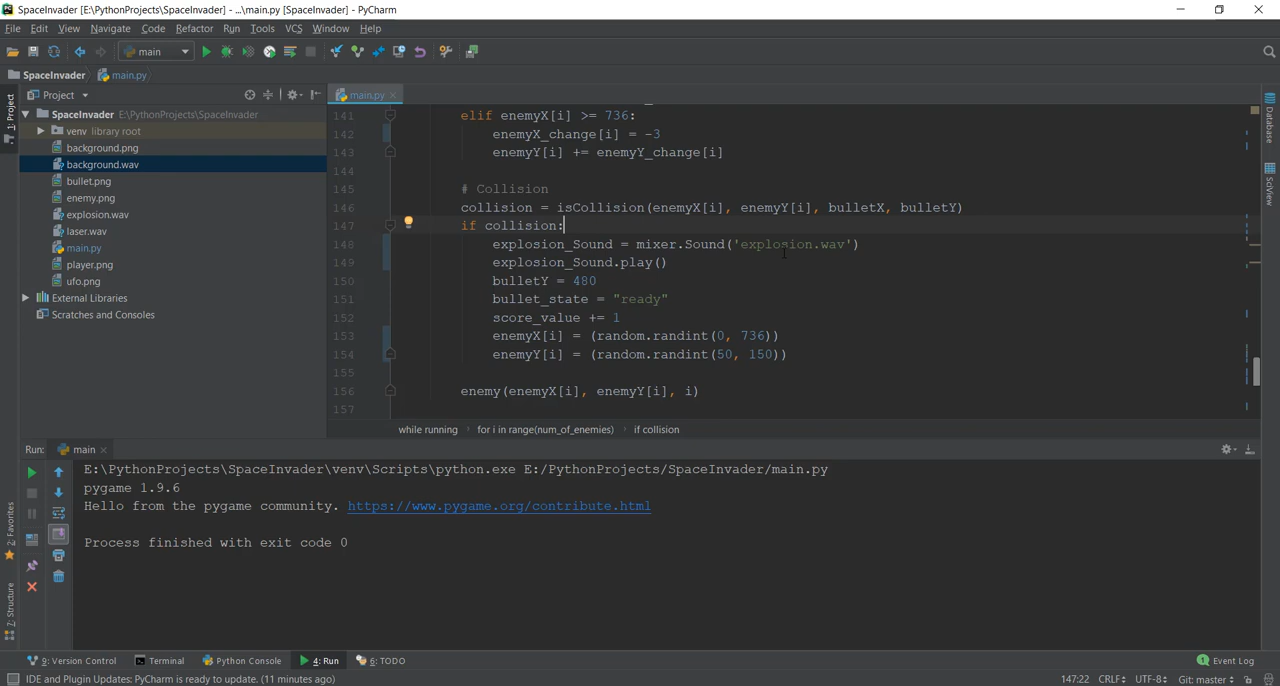 SpaceInvader [E:\PythonProjects\SpaceInvader] - ...\main.py [SpaceInvader] - PyCharm
File Edit View Navigate Code Refactor Run Tools VCS Window Help
main
SpaceInvader main.py
1: Project
Project
main.py
SpaceInvader E:\PythonProjects\SpaceInvader
venv library root
background.png
background.wav
bullet.png
enemy.png
explosion.wav
laser.wav
main.py
player.png
ufo.png
External Libraries
Scratches and Consoles
141 elif enemyX[i] >= 736:
142 enemyX_change[i] = -3
143 enemyY[i] += enemyY_change[i]
144
145 # Collision
146 collision = isCollision(enemyX[i], enemyY[i], bulletX, bulletY)
147 if collision:
148 explosion_Sound = mixer.Sound('explosion.wav')
149 explosion_Sound.play()
150 bulletY = 480
151 bullet_state = "ready"
152 score_value += 1
153 enemyX[i] = (random.randint(0, 736))
154 enemyY[i] = (random.randint(50, 150))
155
156 enemy(enemyX[i], enemyY[i], i)
157
while running for i in range(num_of_enemies) if collision
Database
SciView
Run: main
E:\PythonProjects\SpaceInvader\venv\Scripts\python.exe E:/PythonProjects/SpaceInvader/main.py
pygame 1.9.6
Hello from the pygame community. https://www.pygame.org/contribute.html
Process finished with exit code 0
2: Favorites
7: Structure
9: Version Control Terminal Python Console 4: Run 6: TODO 1 Event Log
IDE and Plugin Updates: PyCharm is ready to update. (11 minutes ago) 147:22 CRLF UTF-8 Git: master